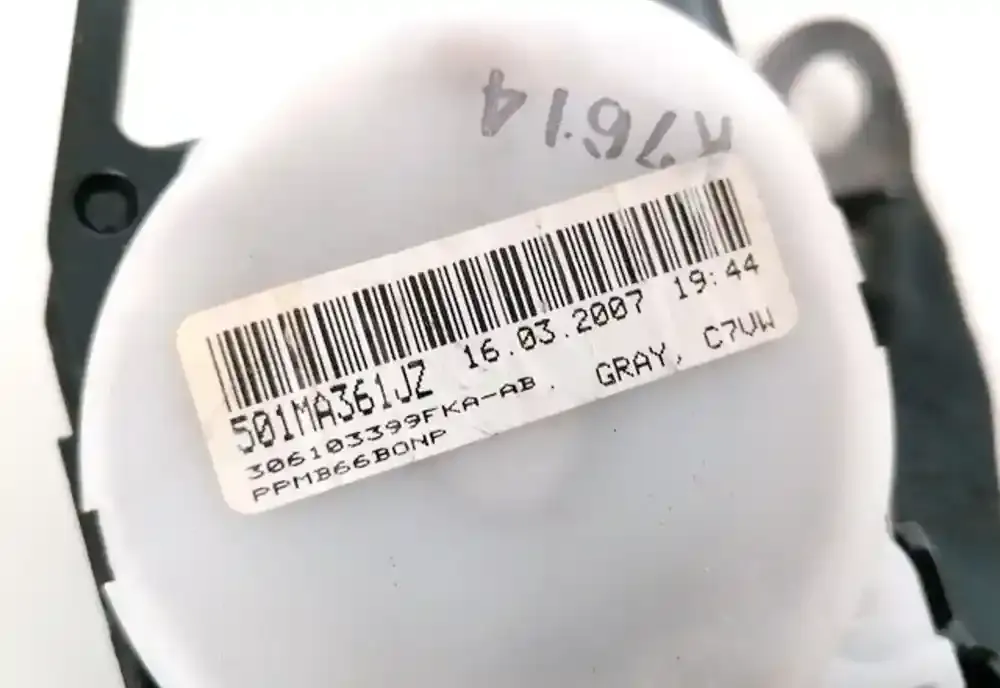 K7614
501MA361JZ 16.03.2007 19:44
306103399FKA-AB. GRAY, C7VW
PPMB66BONP